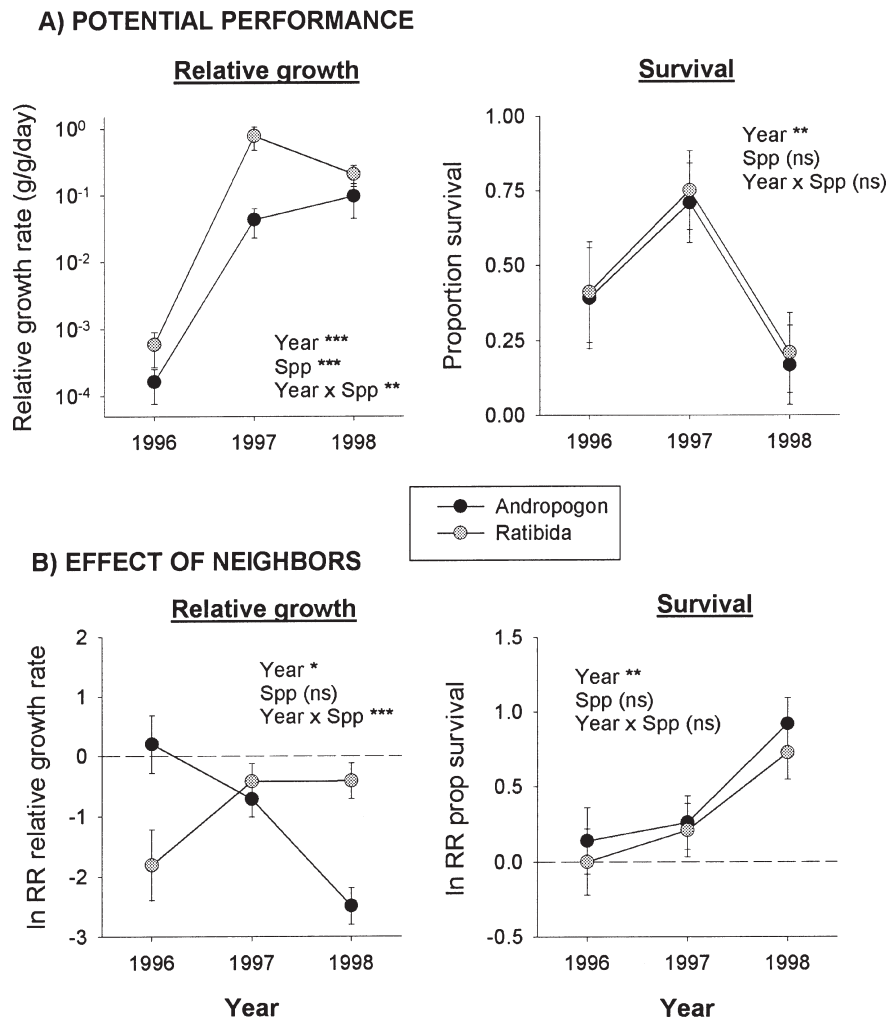 A) POTENTIAL PERFORMANCE
Relative growth
Relative growth rate (g/g/day)
10⁰
10⁻¹
10⁻²
10⁻³
10⁻⁴
Year ***
Spp ***
Year x Spp **
1996 1997 1998
Survival
Proportion survival
1.00
0.75
0.50
0.25
0.00
Year **
Spp (ns)
Year x Spp (ns)
1996 1997 1998
Andropogon
Ratibida
B) EFFECT OF NEIGHBORS
Relative growth
ln RR relative growth rate
2
1
0
-1
-2
-3
Year *
Spp (ns)
Year x Spp ***
1996 1997 1998
Year
Survival
ln RR prop survival
1.5
1.0
0.5
0.0
-0.5
Year **
Spp (ns)
Year x Spp (ns)
1996 1997 1998
Year